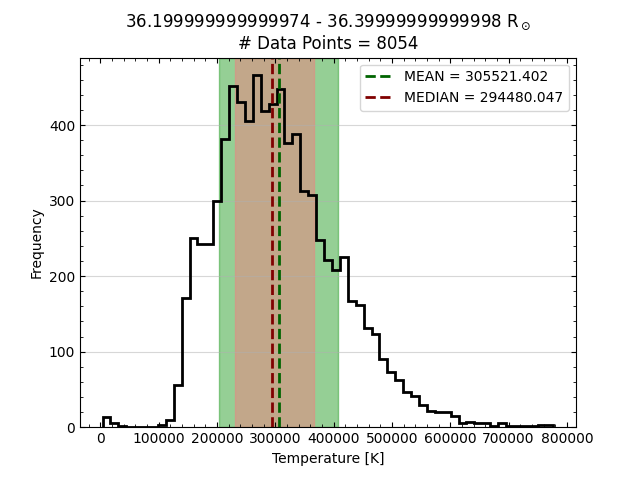 36.199999999999974 - 36.39999999999998 R⊙
# Data Points = 8054
MEAN = 305521.402
MEDIAN = 294480.047
Frequency
400
300
200
100
0
0 100000 200000 300000 400000 500000 600000 700000 800000
Temperature [K]